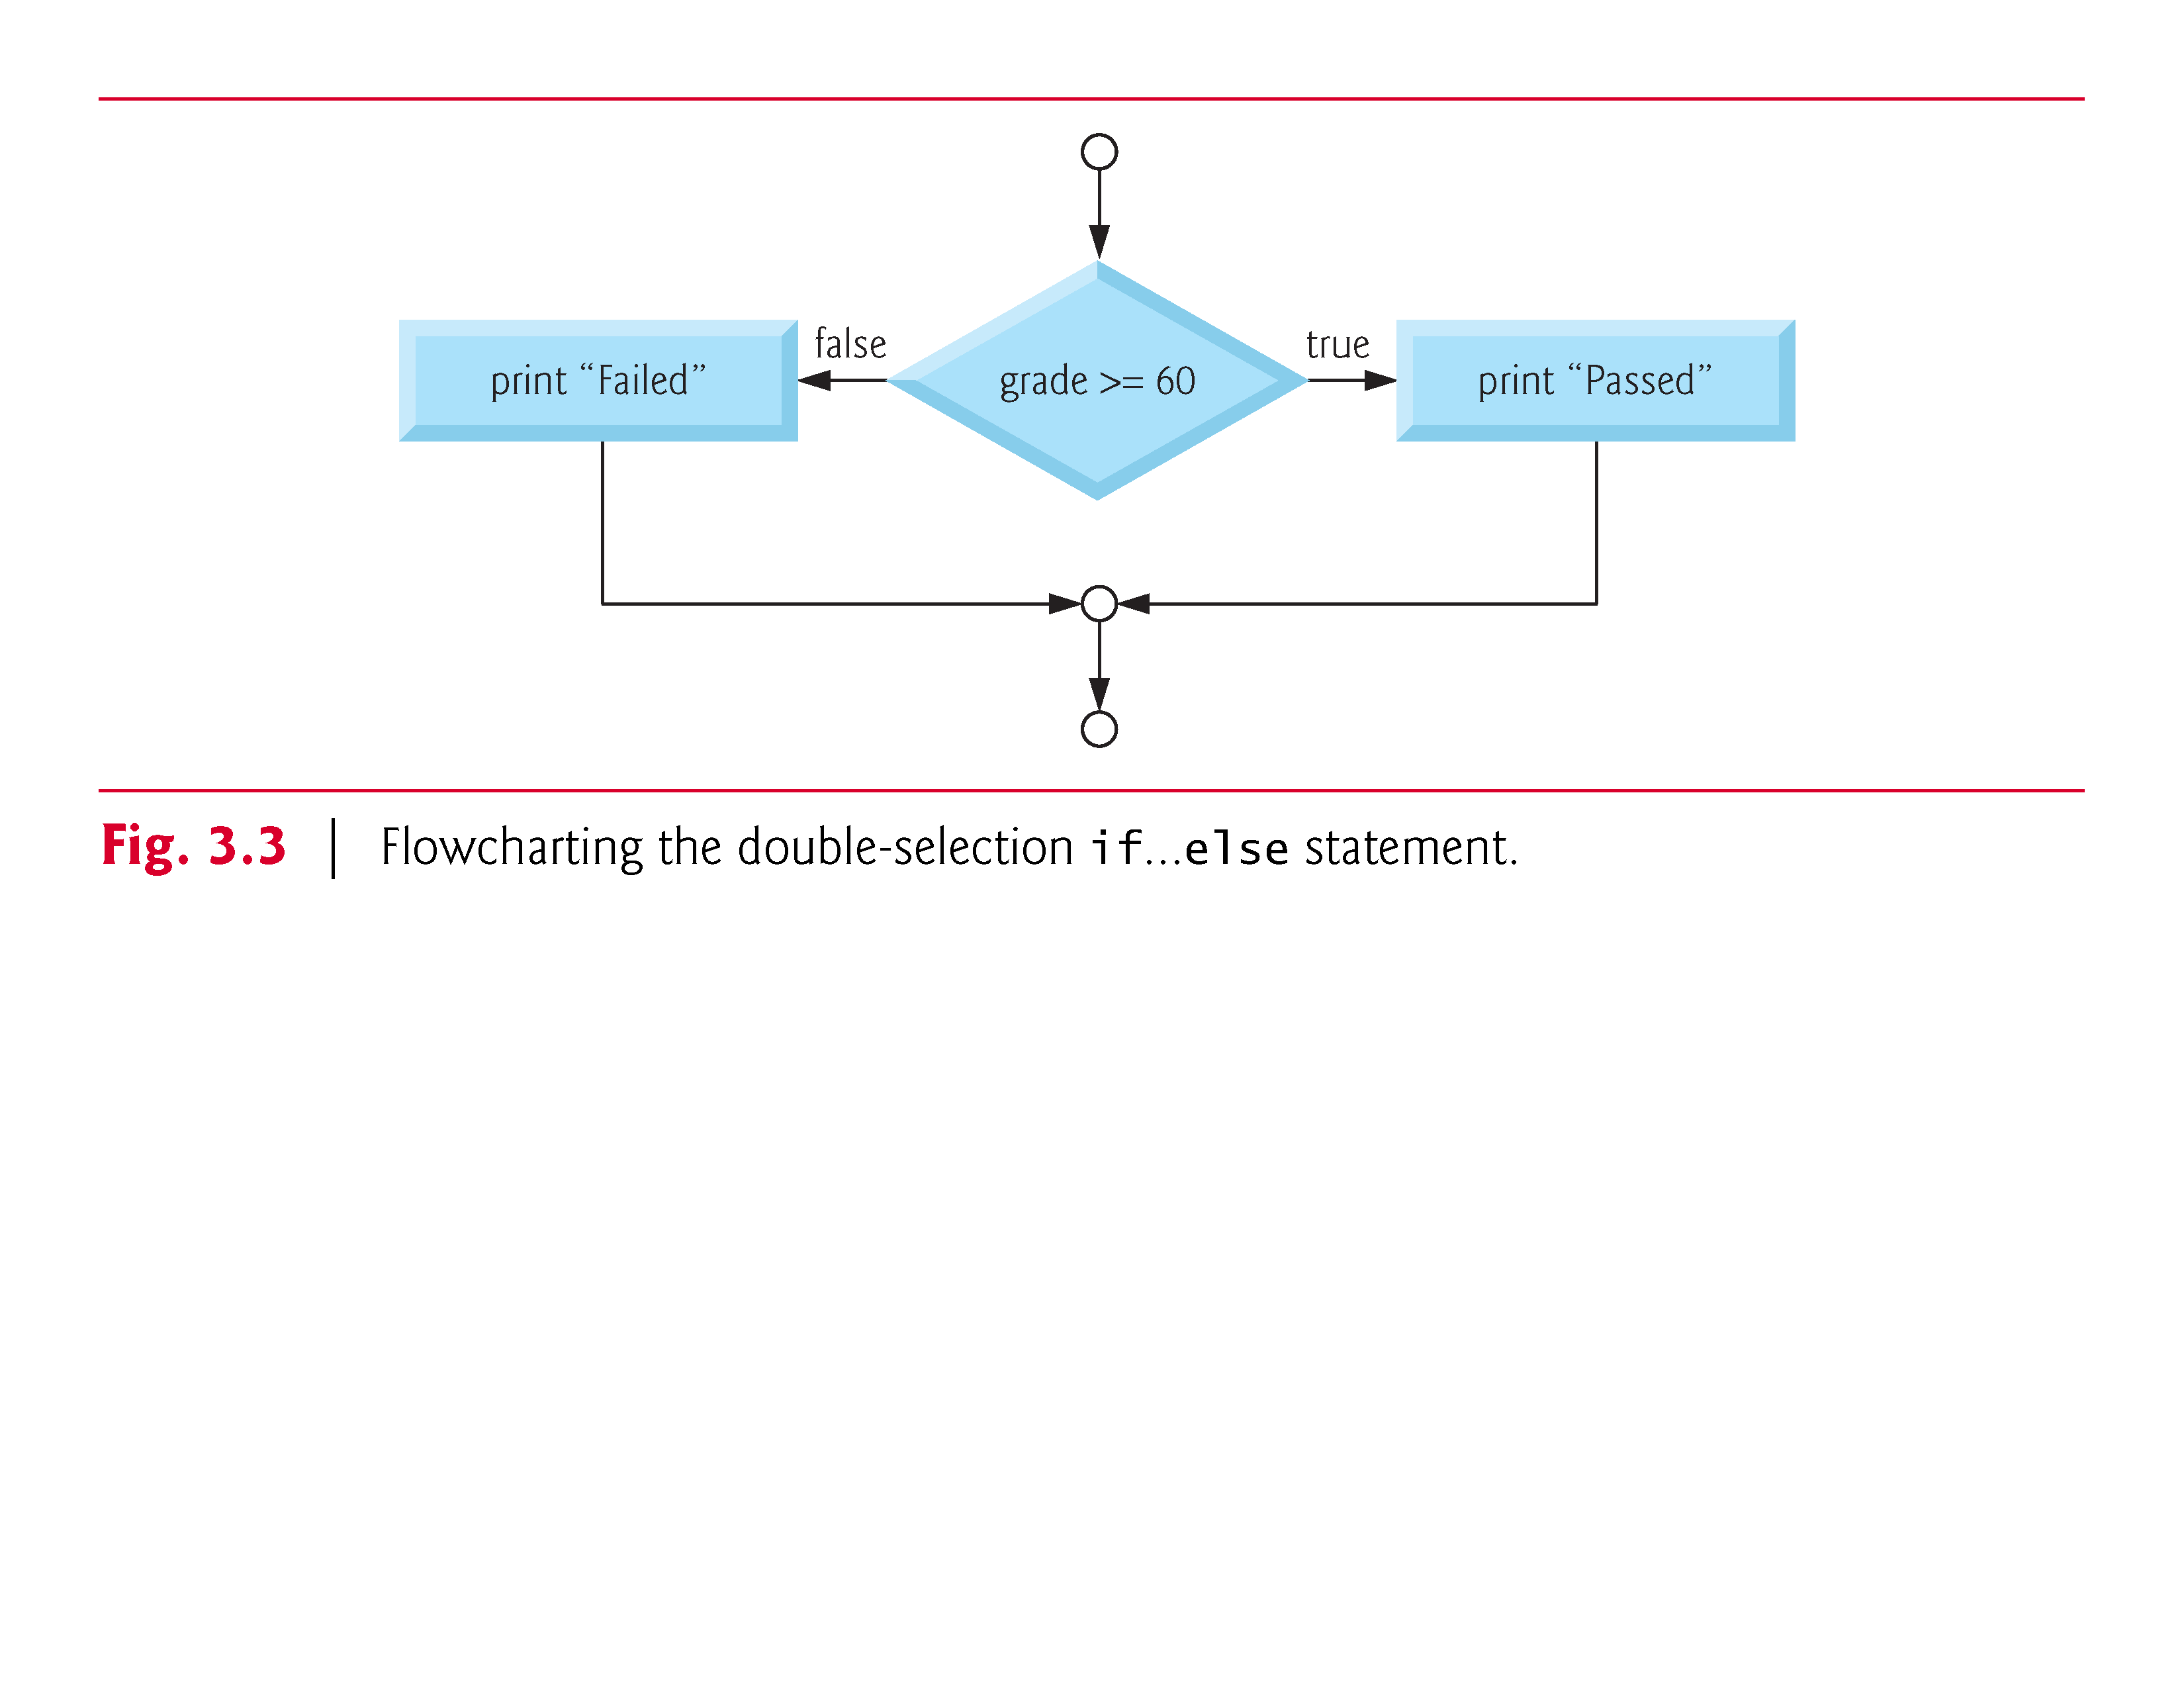 false
true
print “Failed”
grade >= 60
print “Passed”
Fig. 3.3 | Flowcharting the double-selection if…else statement.